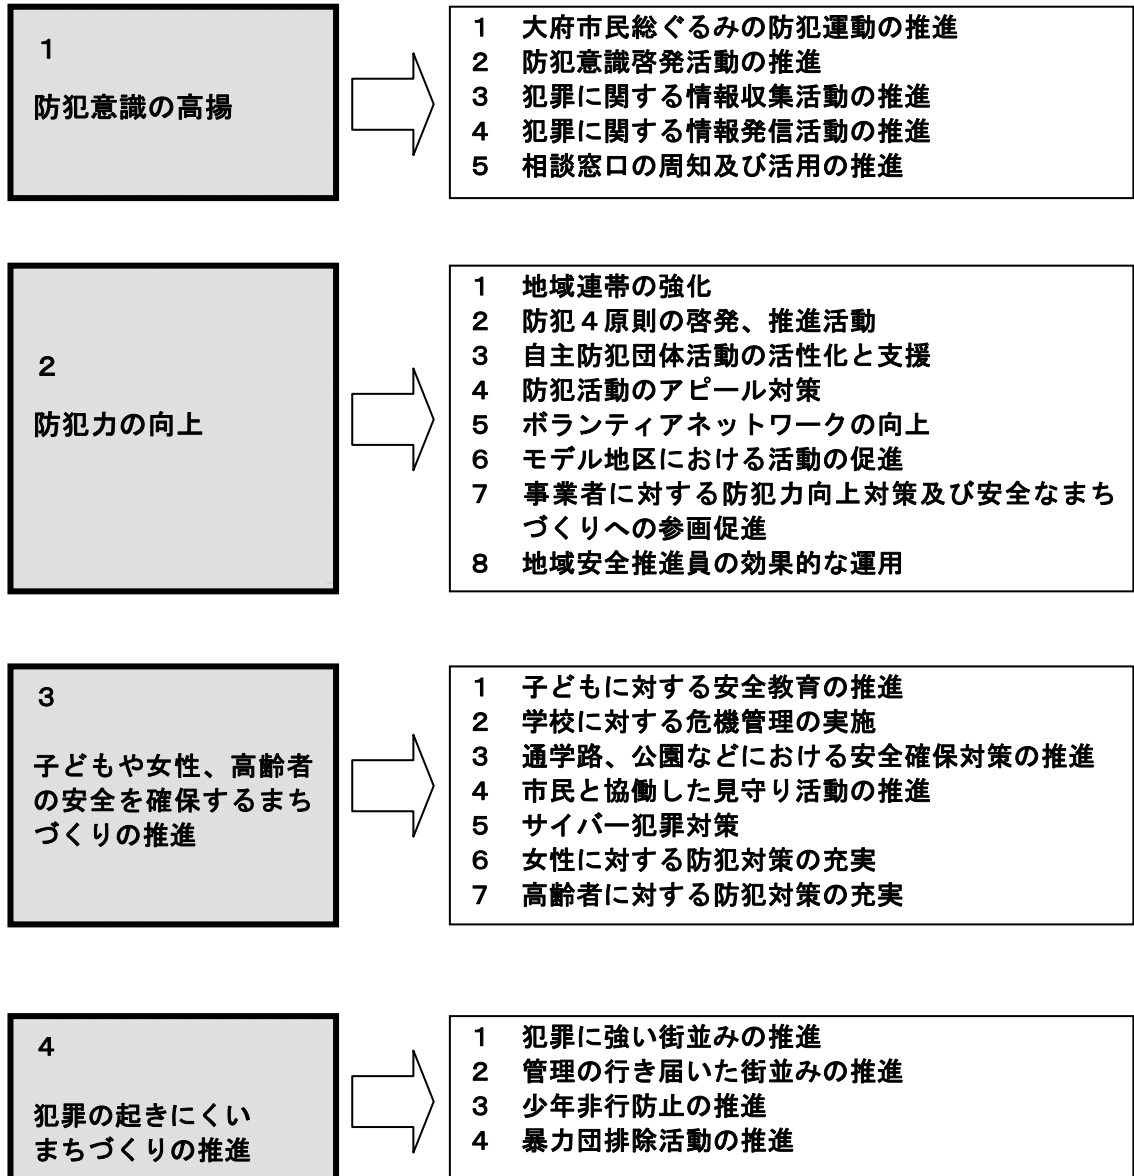 １
防犯意識の高揚
１　大府市民総ぐるみの防犯運動の推進
２　防犯意識啓発活動の推進
３　犯罪に関する情報収集活動の推進
４　犯罪に関する情報発信活動の推進
５　相談窓口の周知及び活用の推進
２
防犯力の向上
１　地域連帯の強化
２　防犯４原則の啓発、推進活動
３　自主防犯団体活動の活性化と支援
４　防犯活動のアピール対策
５　ボランティアネットワークの向上
６　モデル地区における活動の促進
７　事業者に対する防犯力向上対策及び安全なまち
づくりへの参画促進
８　地域安全推進員の効果的な運用
３
子どもや女性、高齢者
の安全を確保するまち
づくりの推進
１　子どもに対する安全教育の推進
２　学校に対する危機管理の実施
３　通学路、公園などにおける安全確保対策の推進
４　市民と協働した見守り活動の推進
５　サイバー犯罪対策
６　女性に対する防犯対策の充実
７　高齢者に対する防犯対策の充実
４
犯罪の起きにくい
まちづくりの推進
１　犯罪に強い街並みの推進
２　管理の行き届いた街並みの推進
３　少年非行防止の推進
４　暴力団排除活動の推進